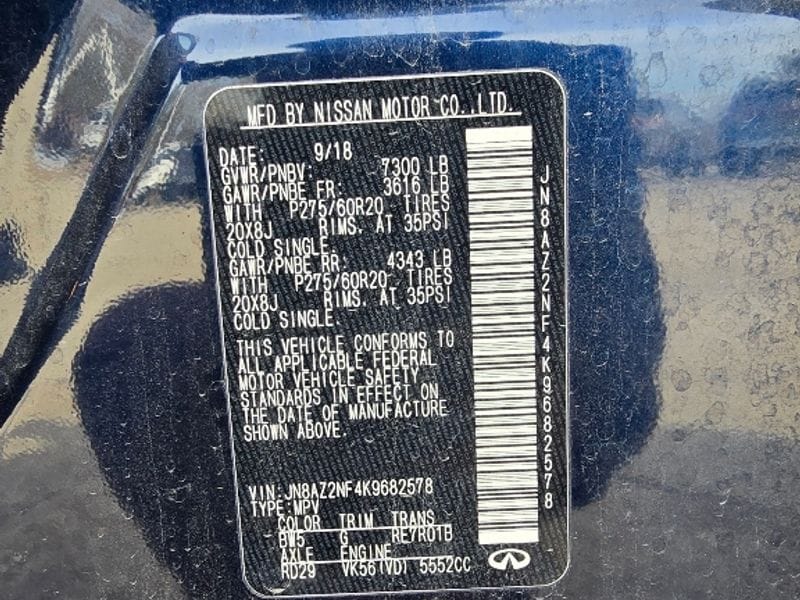 MFD BY NISSAN MOTOR CO.,LTD.
DATE: 9/18
GVWR/PNBV: 7300 LB
GAWR/PNBE FR: 3616 LB
WITH P275/60R20 TIRES
20X8J RIMS. AT 35PSI
COLD SINGLE.
GAWR/PNBE RR. 4343 LB
WITH P275/60R20 TIRES
20X8J RIMS. AT 35PSI
COLD SINGLE.
THIS VEHICLE CONFORMS TO
ALL APPLICABLE FEDERAL
MOTOR VEHICLE SAFETY
STANDARDS IN EFFECT ON
THE DATE OF MANUFACTURE
SHOWN ABOVE.
VIN:JN8AZ2NF4K9682578
TYPE:MPV
COLOR TRIM TRANS
BW5 G RE7R01B
AXLE ENGINE
RD29 VK56(VD) 5552CC
JN8AZ2NF4K9682578